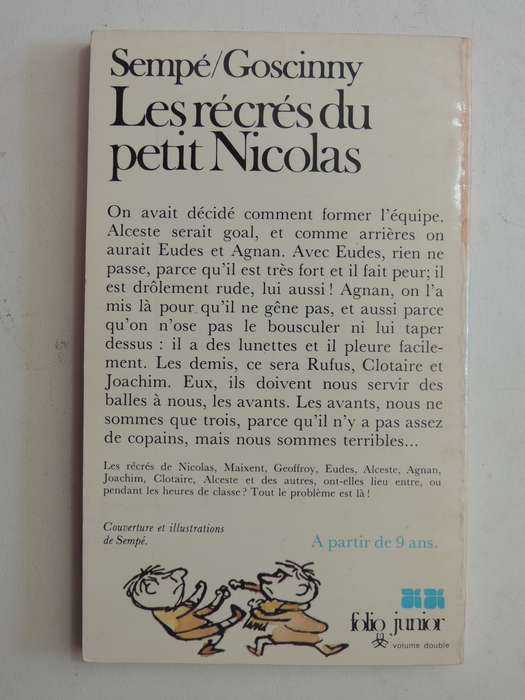 Sempé/Goscinny
Les récrés du
petit Nicolas
On avait décidé comment former l'équipe.
Alceste serait goal, et comme arrières on
aurait Eudes et Agnan. Avec Eudes, rien ne
passe, parce qu'il est très fort et il fait peur; il
est drôlement rude, lui aussi! Agnan, on l'a
mis là pour qu'il ne gêne pas, et aussi parce
qu'on n'ose pas le bousculer ni lui taper
dessus : il a des lunettes et il pleure facile-
ment. Les demis, ce sera Rufus, Clotaire et
Joachim. Eux, ils doivent nous servir des
balles à nous, les avants. Les avants, nous ne
sommes que trois, parce qu'il n'y a pas assez
de copains, mais nous sommes terribles...
Les récrés de Nicolas, Maixent, Geoffroy, Eudes, Alceste, Agnan,
Joachim, Clotaire, Alceste et des autres, ont-elles lieu entre, ou
pendant les heures de classe? Tout le problème est là!
Couverture et illustrations
de Sempé.
A partir de 9 ans.
folio junior
volume double